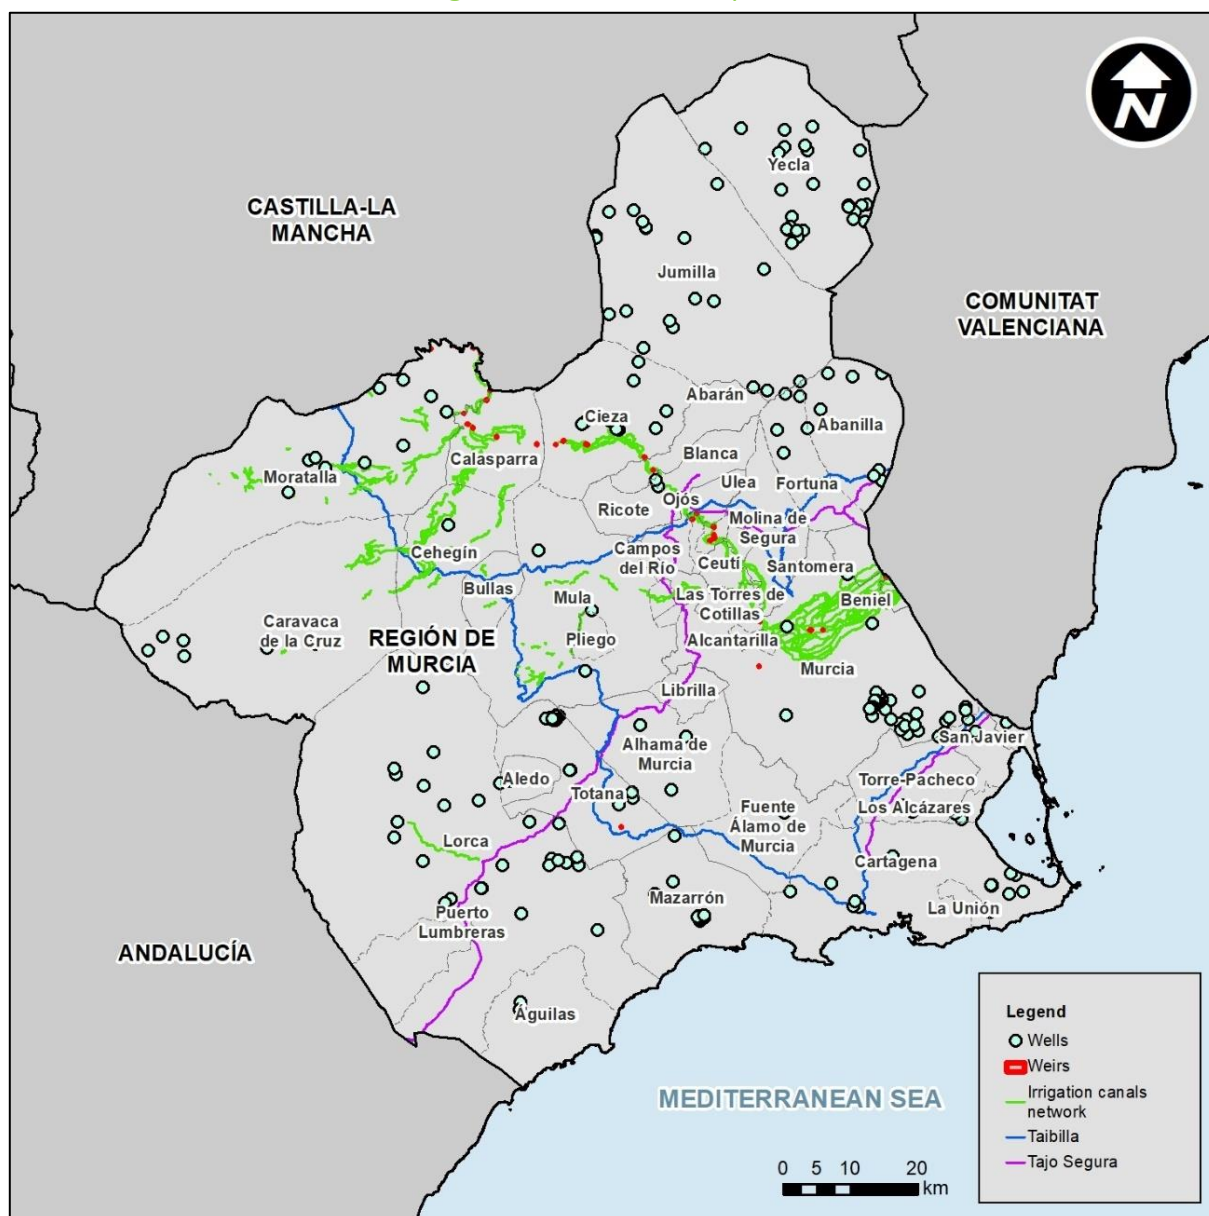 N
Yecla
CASTILLA-LA
MANCHA
Jumilla
COMUNITAT
VALENCIANA
Abarán
Cieza
Abanilla
Blanca
Calasparra
Moratalla
Ulea
Fortuna
Ojós
Ricote
Molina de
Segura
Campos
del Río
Cehegín
Ceutí
Santomera
Bullas
Mula
Las Torres de
Cotillas
Beniel
Caravaca
de la Cruz
REGIÓN DE
MURCIA
Pliego
Alcantarilla
Murcia
Librilla
San Javier
Alhama de
Murcia
Aledo
Torre-Pacheco
Totana
Los Alcázares
Fuente
Álamo de
Murcia
Lorca
Cartagena
Mazarrón
La Unión
Puerto
Lumbreras
ANDALUCÍA
Águilas
MEDITERRANEAN SEA
Legend
Wells
Weirs
Irrigation canals
network
Taibilla
Tajo Segura
0 5 10 20
km